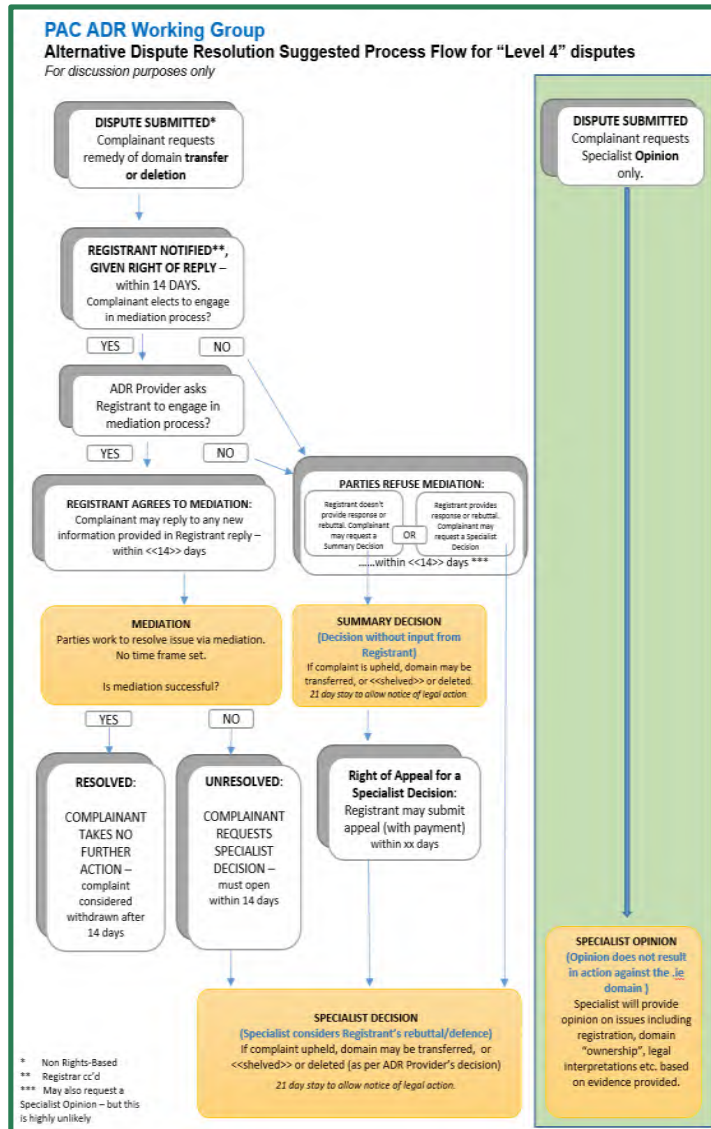 PAC ADR Working Group
Alternative Dispute Resolution Suggested Process Flow for “Level 4” disputes
For discussion purposes only
DISPUTE SUBMITTED*
Complainant requests
remedy of domain transfer
or deletion
REGISTRANT NOTIFIED**,
GIVEN RIGHT OF REPLY –
within 14 DAYS.
Complainant elects to engage
in mediation process?
YES
NO
ADR Provider asks
Registrant to engage in
mediation process?
YES
NO
REGISTRANT AGREES TO MEDIATION:
Complainant may reply to any new
information provided in Registrant reply –
within <<14>> days
PARTIES REFUSE MEDIATION:
Registrant doesn't
provide response or
rebuttal. Complainant
may request a
Summary Decision
OR
Registrant provides
response or rebuttal.
Complainant may
request a Specialist
Decision
......within <<14>> days ***
MEDIATION
Parties work to resolve issue via mediation.
No time frame set.
Is mediation successful?
YES
NO
SUMMARY DECISION
(Decision without input from
Registrant)
If complaint is upheld, domain may be
transferred, or <<shelved>> or deleted.
21 day stay to allow notice of legal action.
RESOLVED:
COMPLAINANT
TAKES NO
FURTHER
ACTION –
complaint
considered
withdrawn after
14 days
UNRESOLVED:
COMPLAINANT
REQUESTS
SPECIALIST
DECISION –
must open
within 14 days
Right of Appeal for a
Specialist Decision:
Registrant may submit
appeal (with payment)
within xx days
SPECIALIST DECISION
(Specialist considers Registrant's rebuttal/defence)
If complaint upheld, domain may be transferred, or
<<shelved>> or deleted (as per ADR Provider's decision)
21 day stay to allow notice of legal action.
* Non Rights-Based
** Registrar cc'd
*** May also request a
Specialist Opinion – but this
is highly unlikely
DISPUTE SUBMITTED
Complainant requests
Specialist Opinion
only.
SPECIALIST OPINION
(Opinion does not result
in action against the .ie
domain )
Specialist will provide
opinion on issues including
registration, domain
“ownership”, legal
interpretations etc. based
on evidence provided.